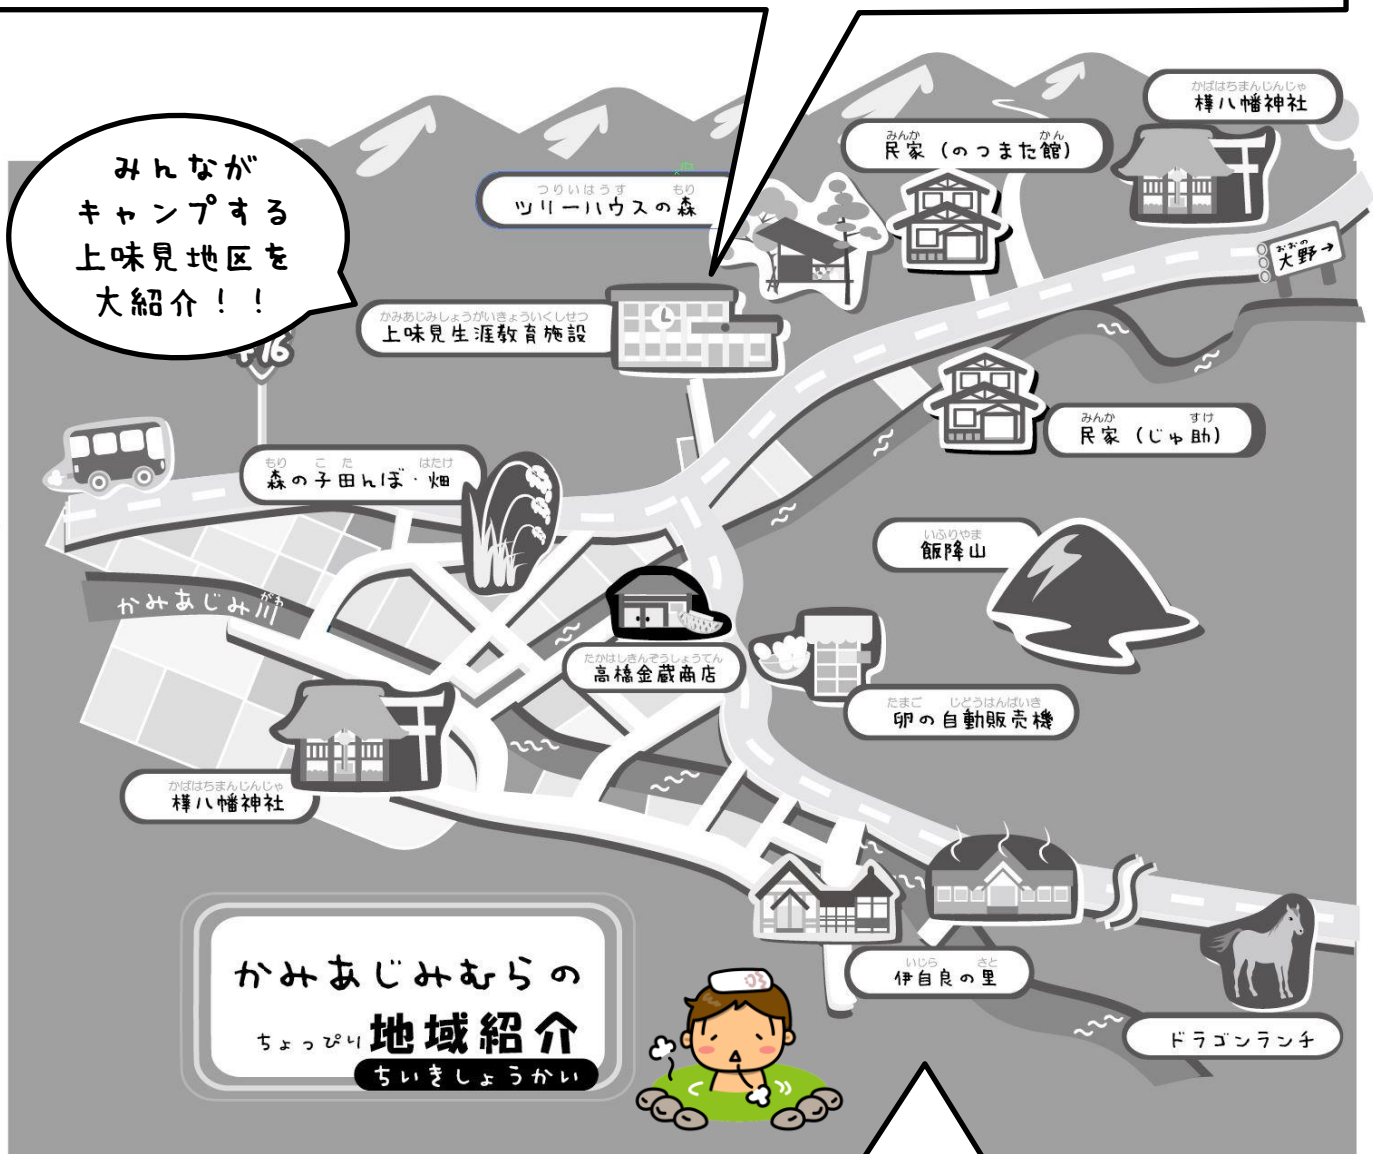 みんなが
キャンプする
上味見地区を
大紹介！！
かばはちまんじんじゃ
樺八幡神社
みんか かん
民家（のつまた館）
つりいはうす もり
ツリーハウスの森
おおの
大野→
かみあじみしょうがいきょういくしせつ
上味見生涯教育施設
みんか すけ
民家（じゅ助）
もり こ た はたけ
森の子田んぼ・畑
いふりやま
飯降山
がわ
かみあじみ川
たかはしきんぞうしょうてん
高橋金蔵商店
たまご じどうはんばいき
卵の自動販売機
かばはちまんじんじゃ
樺八幡神社
いじら さと
伊自良の里
ドラゴンランチ
かみあじみむらの
ちょっぴり地域紹介
ちいきしょうかい